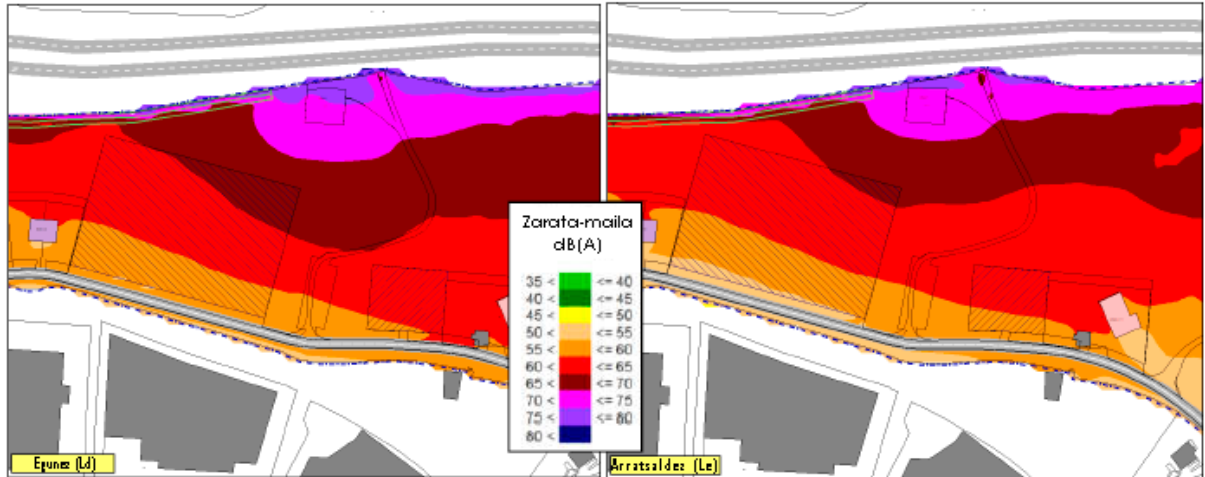 Zarata-maila
dB(A)
35 < <= 40
40 < <= 45
45 < <= 50
50 < <= 55
55 < <= 60
60 < <= 65
65 < <= 70
70 < <= 75
75 < <= 80
80 <
Egunez (Ld)
Arratsaldez (Le)